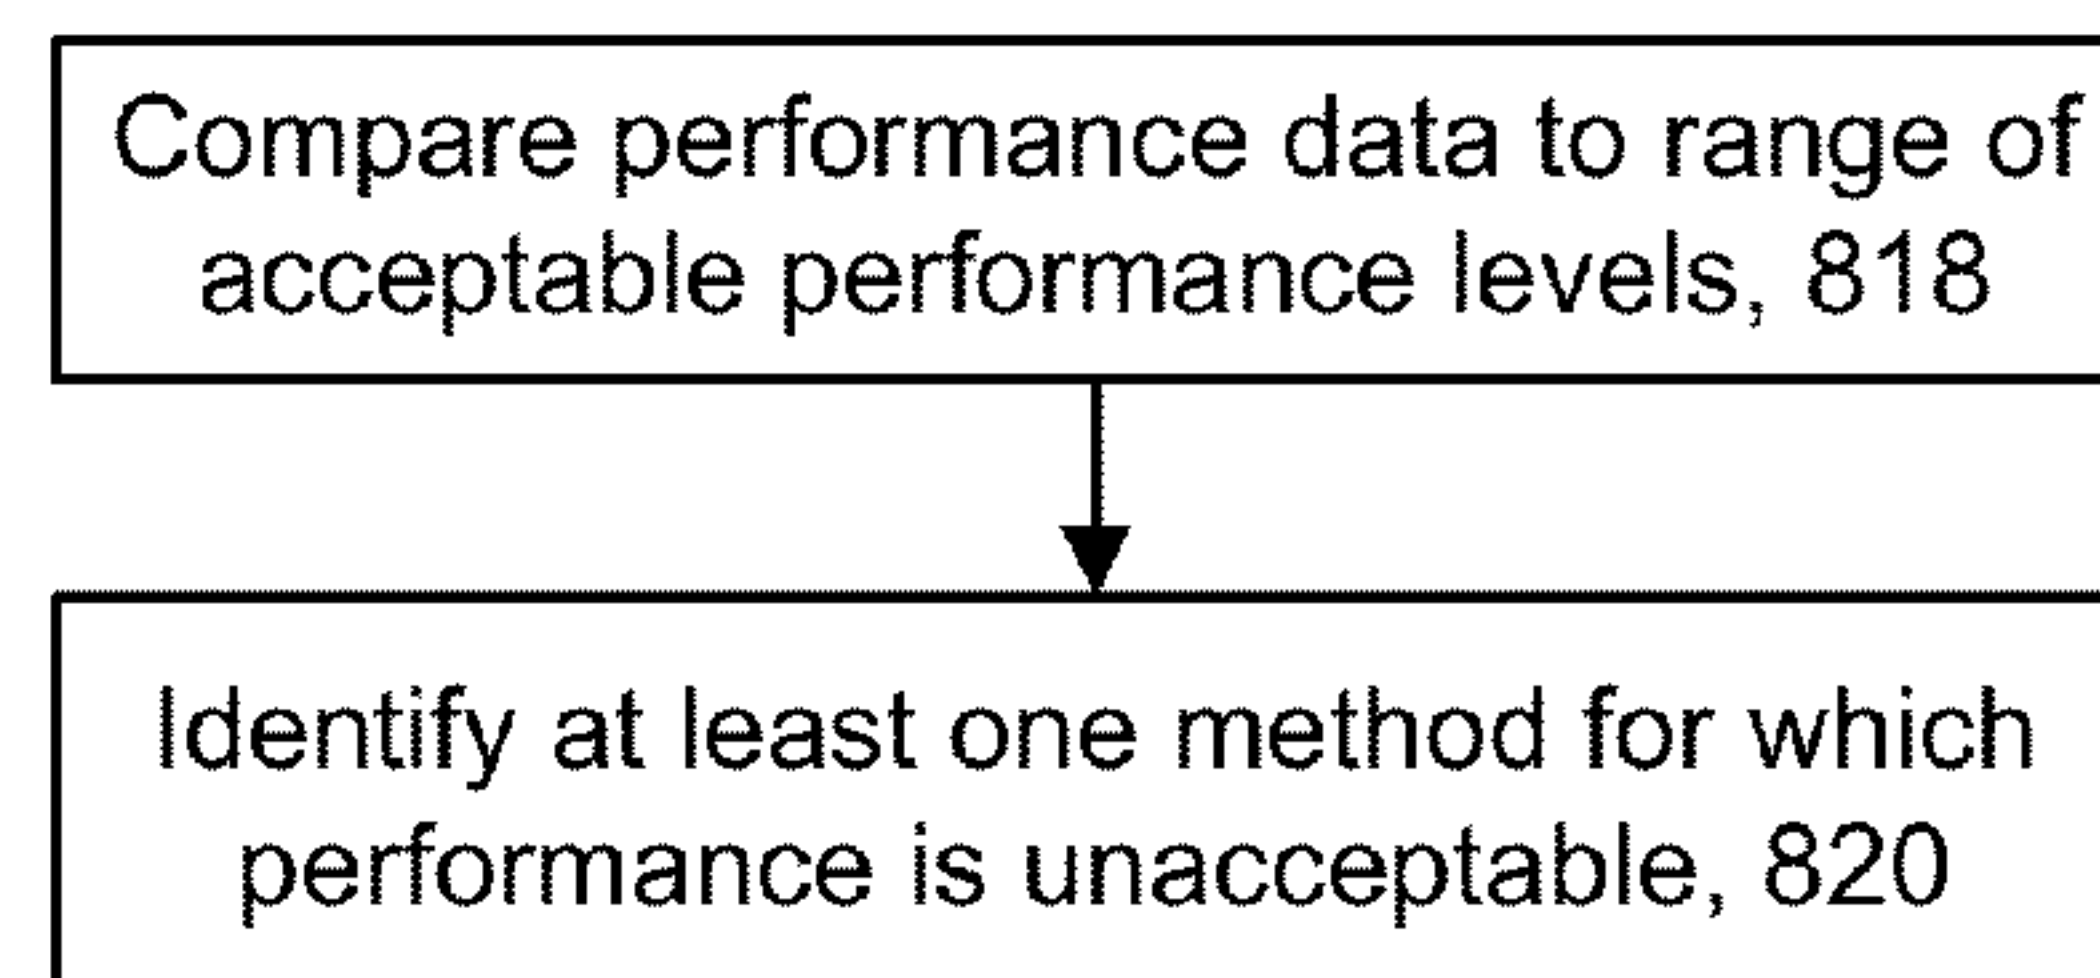 Compare performance data to range of
acceptable performance levels, 818
Identify at least one method for which
performance is unacceptable, 820